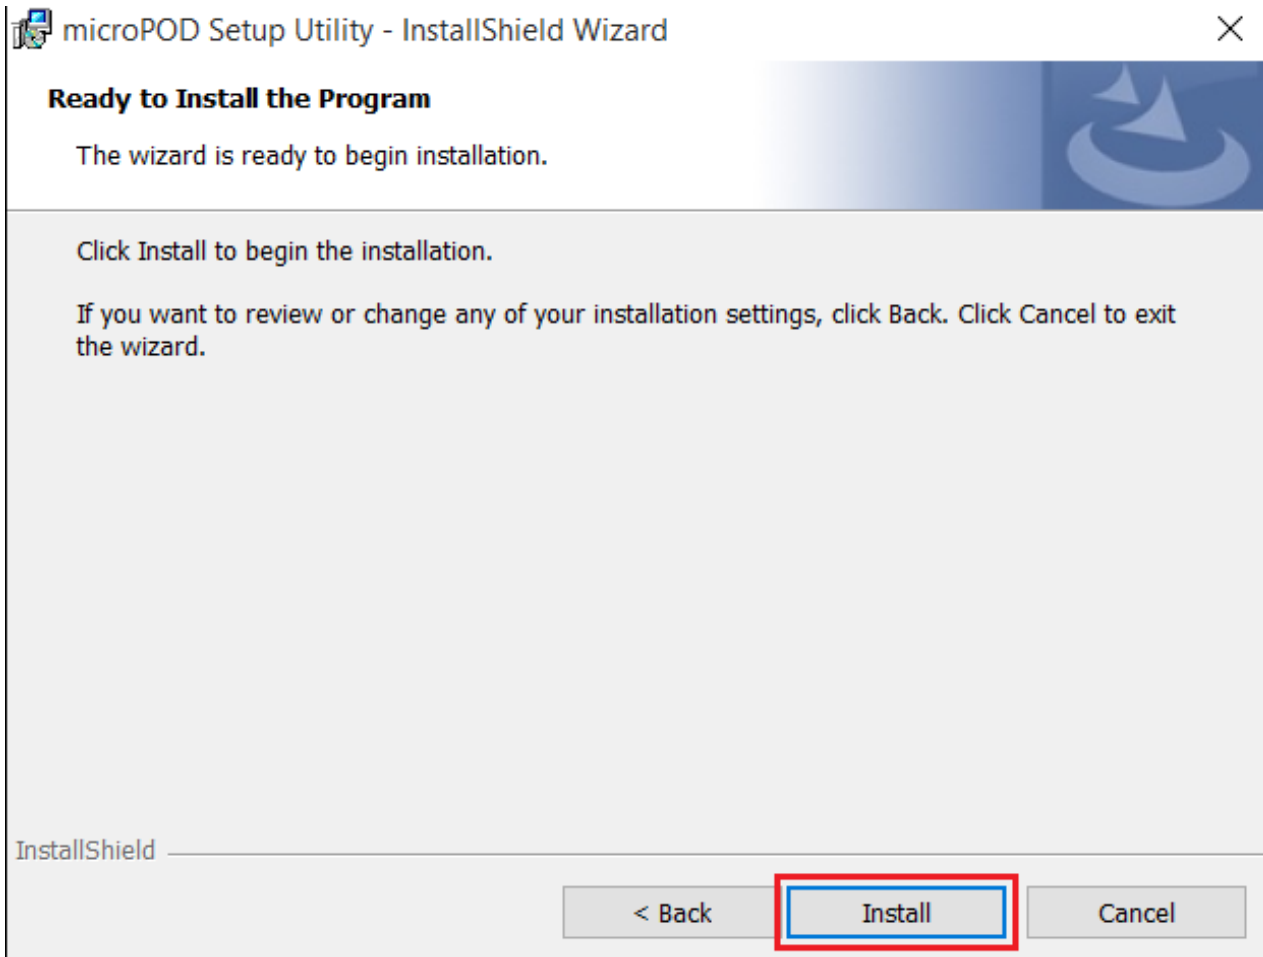 microPOD Setup Utility - InstallShield Wizard
Ready to Install the Program
The wizard is ready to begin installation.
Click Install to begin the installation.
If you want to review or change any of your installation settings, click Back. Click Cancel to exit
the wizard.
InstallShield
< Back
Install
Cancel